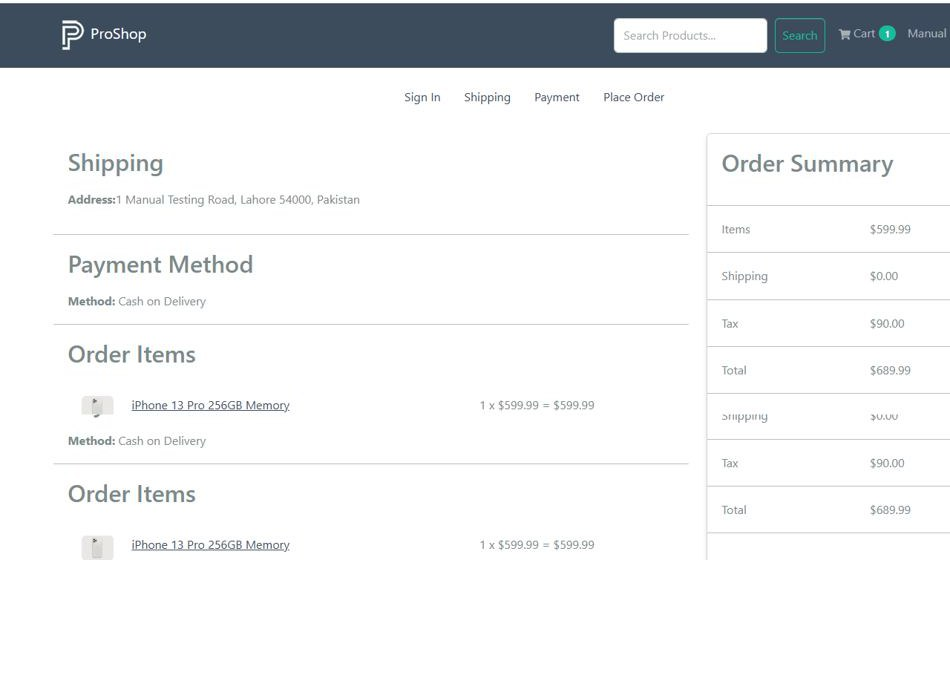 ProShop
Search Products...
Search
Cart 1
Manual
Sign In Shipping Payment Place Order
Shipping
Address:1 Manual Testing Road, Lahore 54000, Pakistan
Payment Method
Method: Cash on Delivery
Order Items
iPhone 13 Pro 256GB Memory 1 x $599.99 = $599.99
Method: Cash on Delivery
Order Items
iPhone 13 Pro 256GB Memory 1 x $599.99 = $599.99
Order Summary
Items $599.99
Shipping $0.00
Tax $90.00
Total $689.99
Shipping $0.00
Tax $90.00
Total $689.99